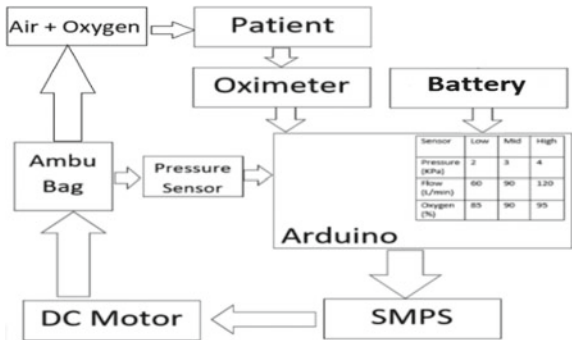 Air + Oxygen
Patient
Oximeter
Battery
Ambu
Bag
Pressure
Sensor
Sensor Low Mid High
Pressure (KPa) 2 3 4
Flow (L/min) 60 90 120
Oxygen (%) 85 90 95
Arduino
DC Motor
SMPS